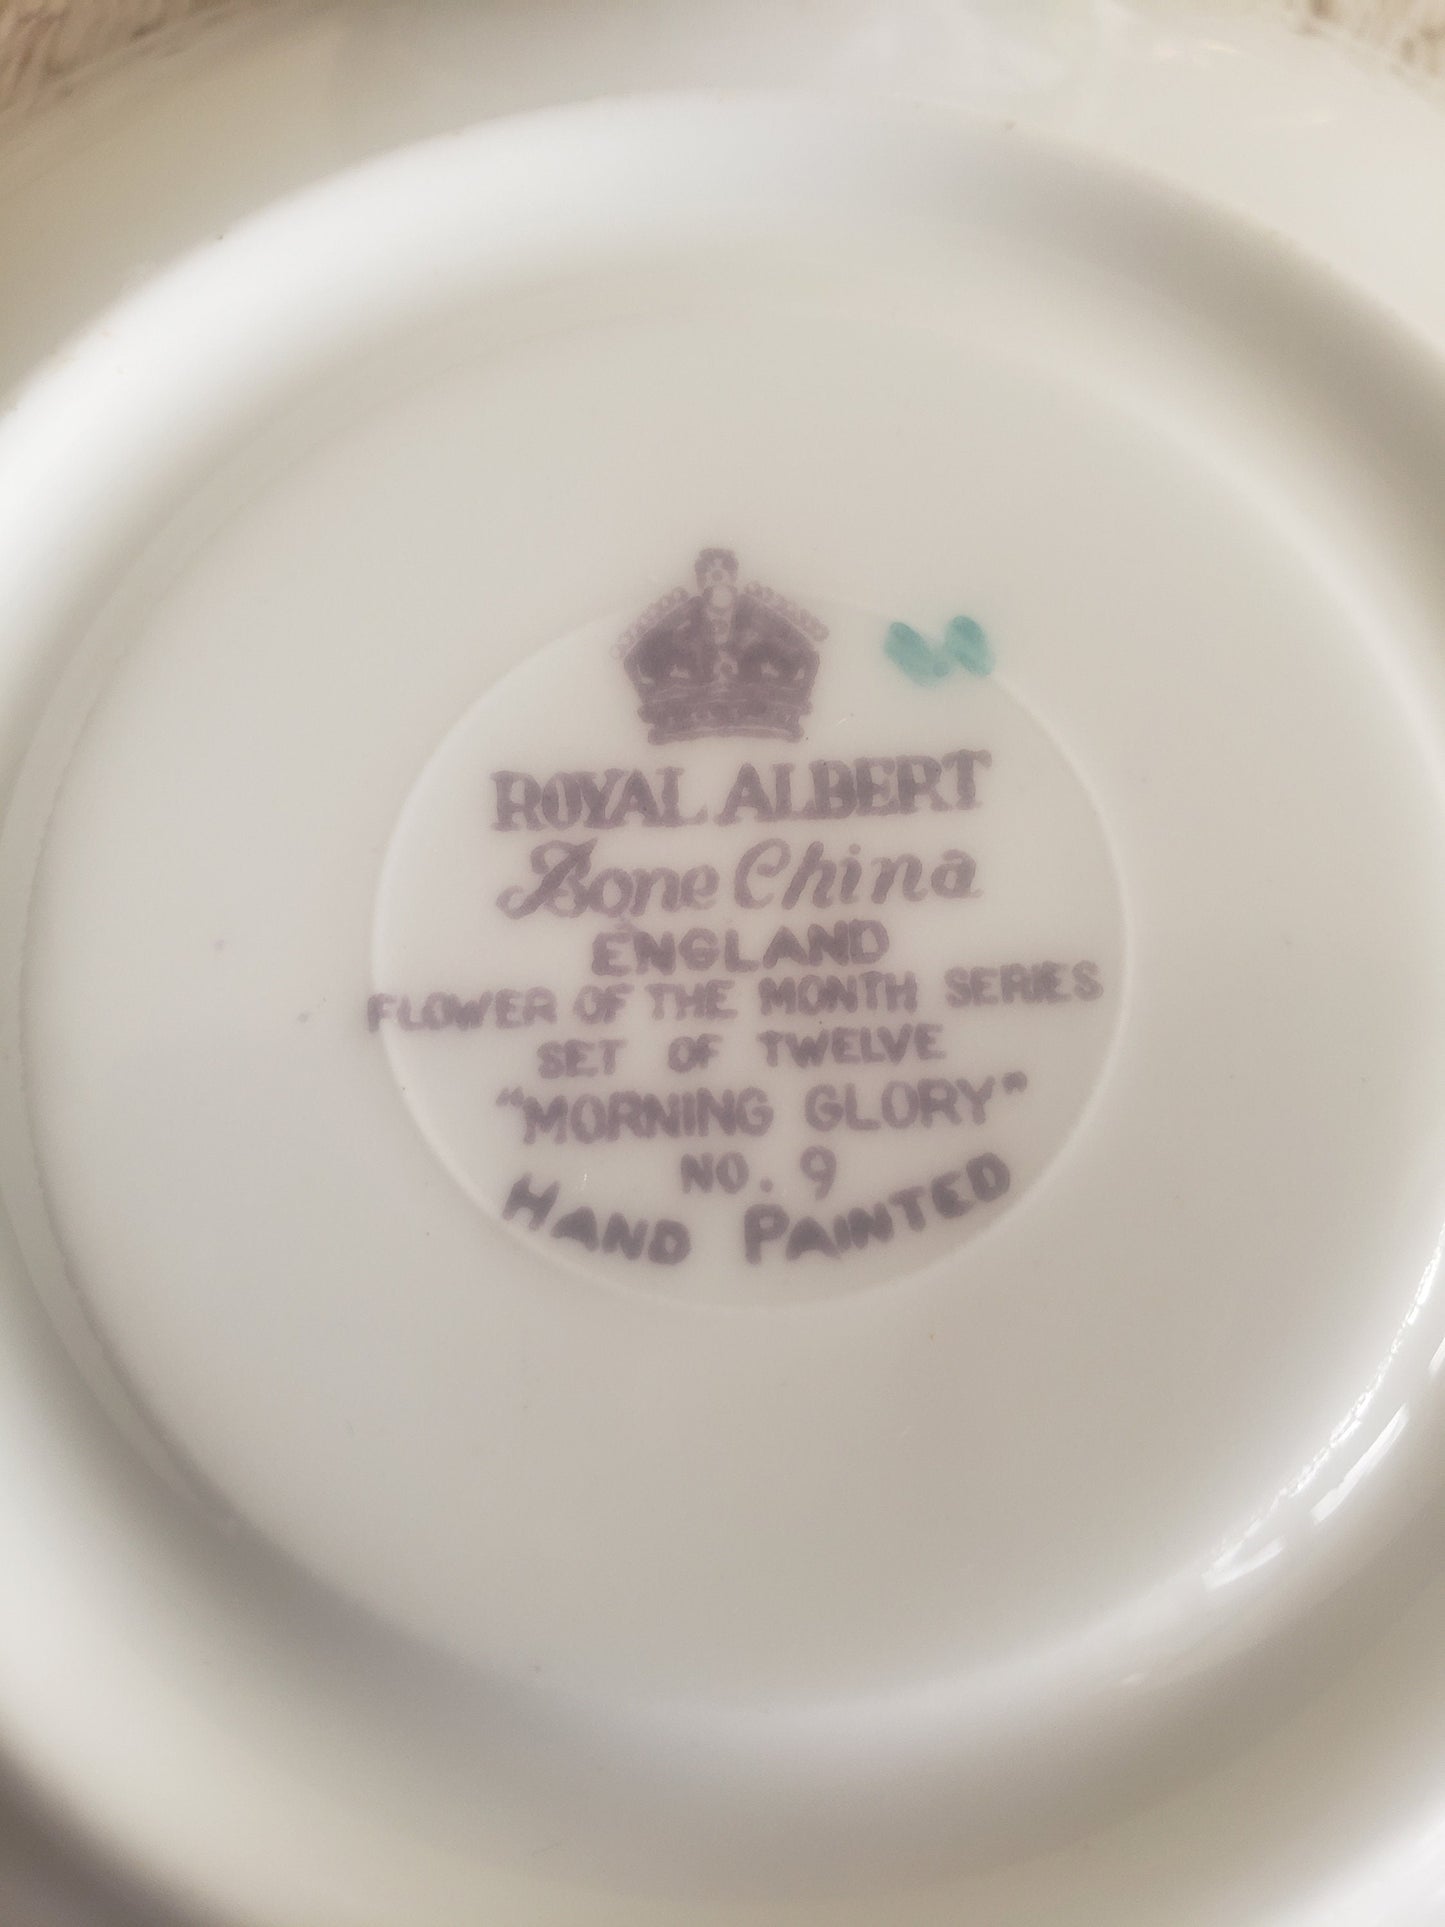 ROYAL ALBERT
Bone China
ENGLAND
FLOWER OF THE MONTH SERIES
SET OF TWELVE
"MORNING GLORY"
NO. 9
HAND PAINTED